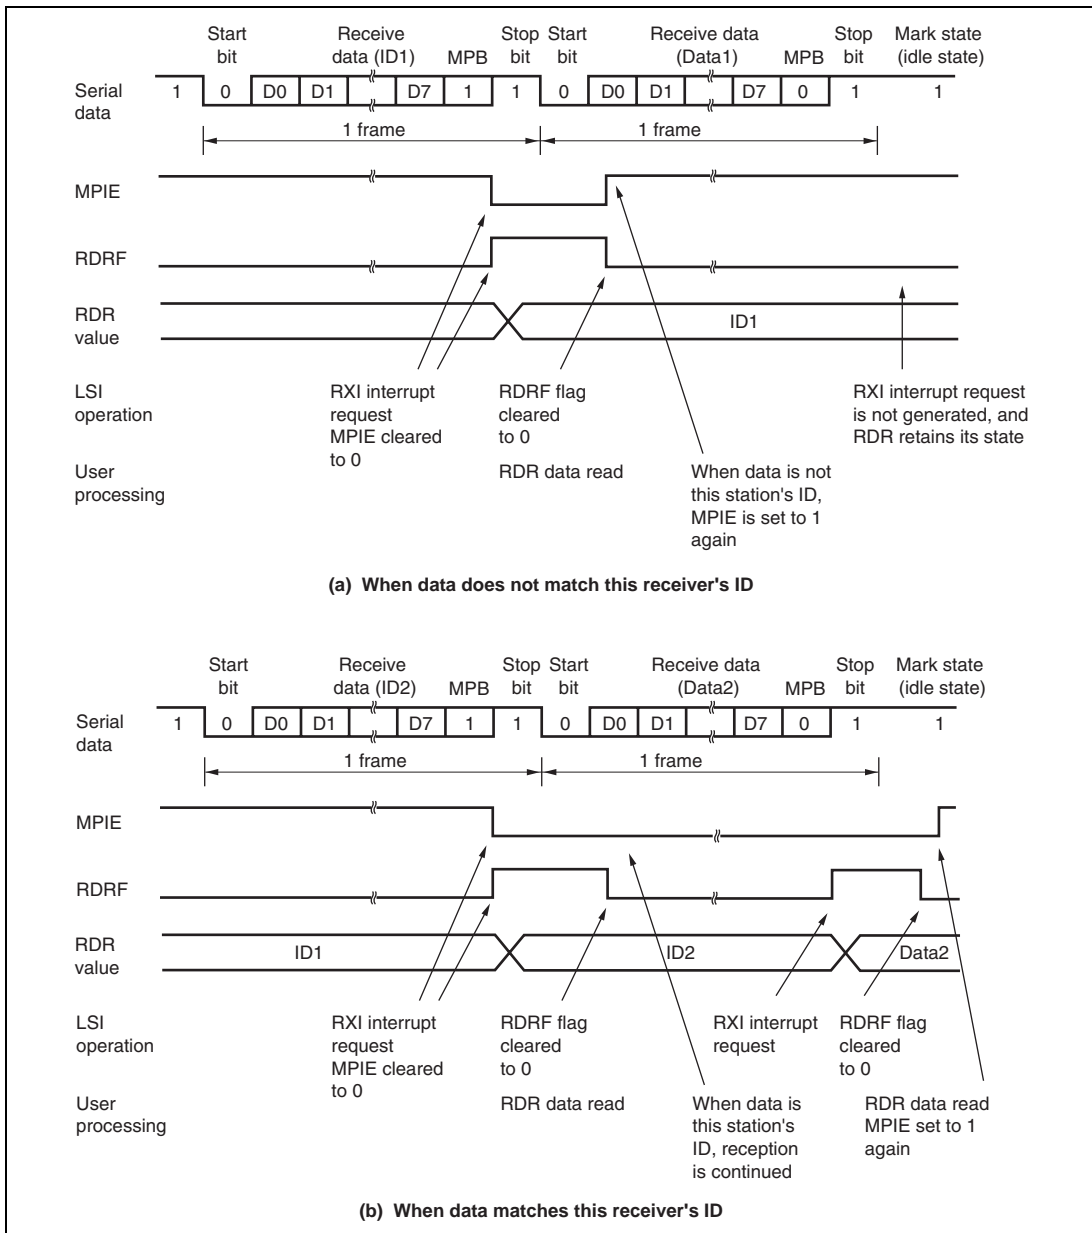 Start bit Receive data (ID1) MPB Stop bit Start bit Receive data (Data1) MPB Stop bit Mark state (idle state)
Serial data 1 0 D0 D1 D7 1 1 0 D0 D1 D7 0 1 1
1 frame 1 frame
MPIE
RDRF
RDR value ID1
LSI operation
RXI interrupt request MPIE cleared to 0
RDRF flag cleared to 0
RXI interrupt request is not generated, and RDR retains its state
User processing
RDR data read
When data is not this station's ID, MPIE is set to 1 again
(a) When data does not match this receiver's ID
Start bit Receive data (ID2) MPB Stop bit Start bit Receive data (Data2) MPB Stop bit Mark state (idle state)
Serial data 1 0 D0 D1 D7 1 1 0 D0 D1 D7 0 1 1
1 frame 1 frame
MPIE
RDRF
RDR value ID1 ID2 Data2
LSI operation
RXI interrupt request MPIE cleared to 0
RDRF flag cleared to 0
RXI interrupt request
RDRF flag cleared to 0
User processing
RDR data read
When data is this station's ID, reception is continued
RDR data read MPIE set to 1 again
(b) When data matches this receiver's ID